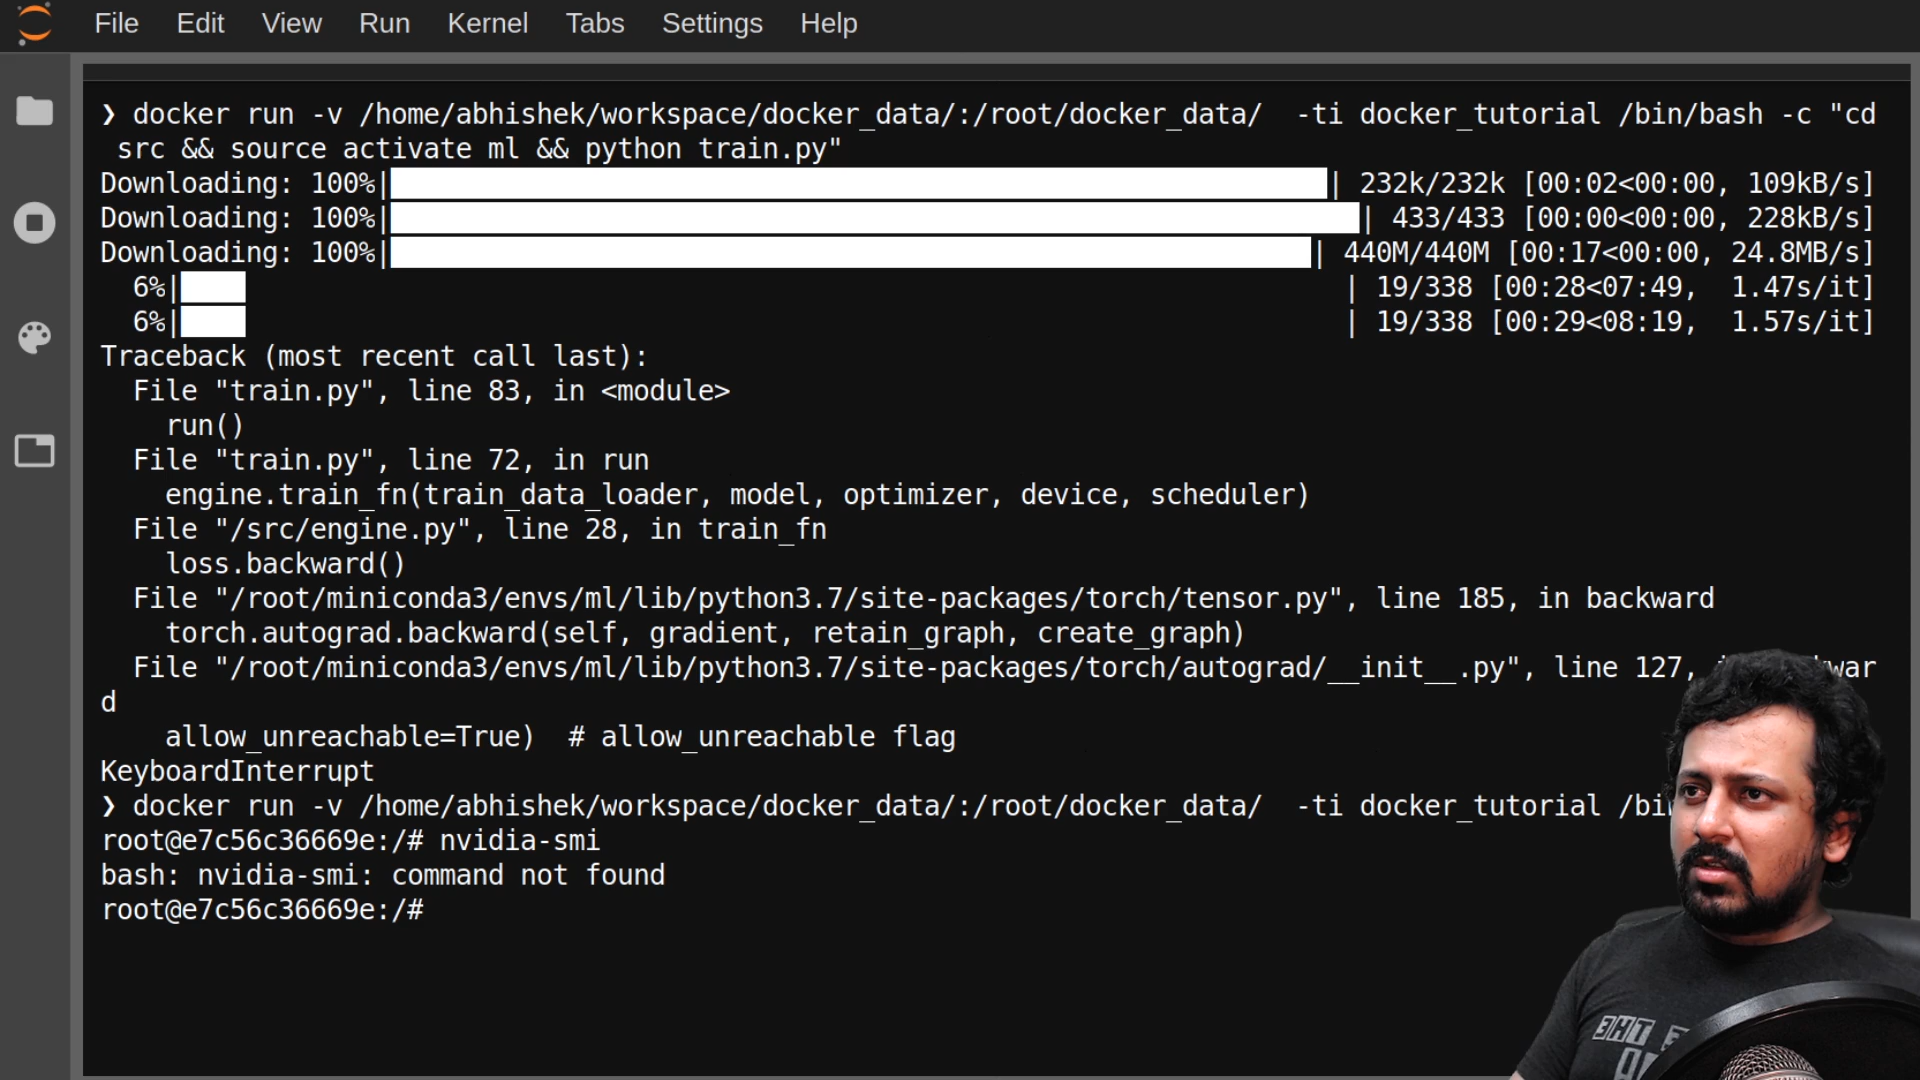 File Edit View Run Kernel Tabs Settings Help
❯ docker run -v /home/abhishek/workspace/docker_data/:/root/docker_data/  -ti docker_tutorial /bin/bash -c "cd
 src && source activate ml && python train.py"
Downloading: 100%| | 232k/232k [00:02<00:00, 109kB/s]
Downloading: 100%| | 433/433 [00:00<00:00, 228kB/s]
Downloading: 100%| | 440M/440M [00:17<00:00, 24.8MB/s]
  6%| | 19/338 [00:28<07:49,  1.47s/it]
  6%| | 19/338 [00:29<08:19,  1.57s/it]
Traceback (most recent call last):
  File "train.py", line 83, in <module>
    run()
  File "train.py", line 72, in run
    engine.train_fn(train_data_loader, model, optimizer, device, scheduler)
  File "/src/engine.py", line 28, in train_fn
    loss.backward()
  File "/root/miniconda3/envs/ml/lib/python3.7/site-packages/torch/tensor.py", line 185, in backward
    torch.autograd.backward(self, gradient, retain_graph, create_graph)
  File "/root/miniconda3/envs/ml/lib/python3.7/site-packages/torch/autograd/__init__.py", line 127,
d
    allow_unreachable=True)  # allow_unreachable flag
KeyboardInterrupt
❯ docker run -v /home/abhishek/workspace/docker_data/:/root/docker_data/  -ti docker_tutorial
root@e7c56c36669e:/# nvidia-smi
bash: nvidia-smi: command not found
root@e7c56c36669e:/#